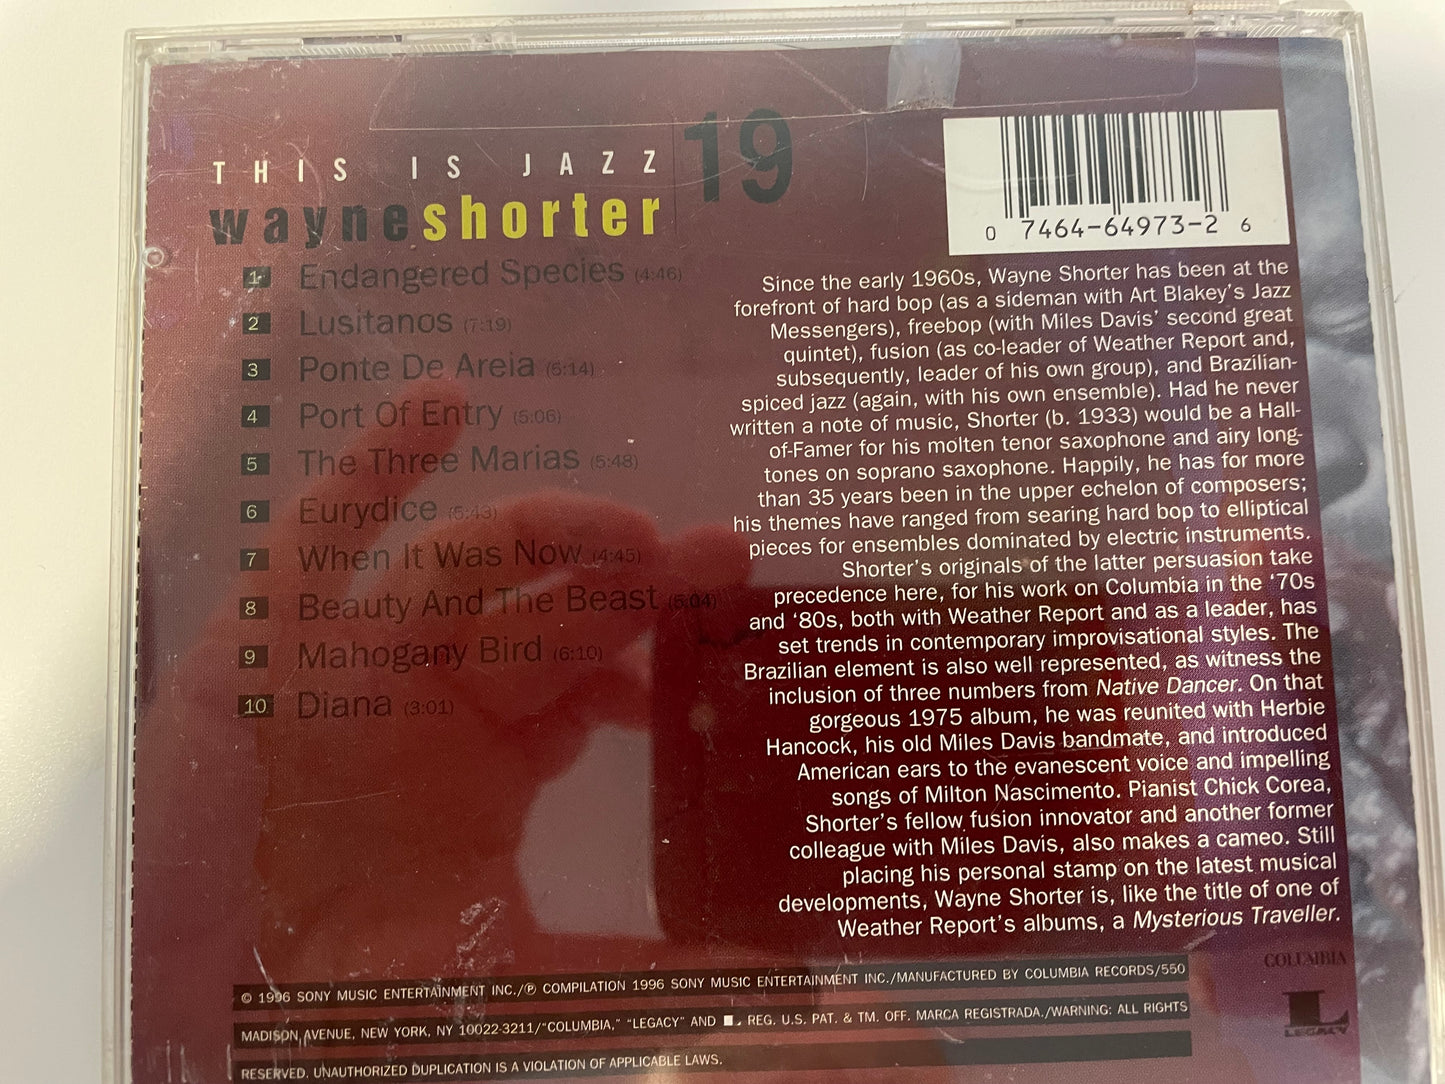 THIS IS JAZZ 19
wayneshorter
1 Endangered Species (4:46)
2 Lusitanos (7:19)
3 Ponte De Areia (5:14)
4 Port Of Entry (5:06)
5 The Three Marias (5:48)
6 Eurydice (5:43)
7 When It Was Now (4:45)
8 Beauty And The Beast (5:04)
9 Mahogany Bird (6:10)
10 Diana (3:01)
0 7464-64973-2 6
Since the early 1960s, Wayne Shorter has been at the
forefront of hard bop (as a sideman with Art Blakey's Jazz
Messengers), freebop (with Miles Davis' second great
quintet), fusion (as co-leader of Weather Report and,
subsequently, leader of his own group), and Brazilian-
spiced jazz (again, with his own ensemble). Had he never
written a note of music, Shorter (b. 1933) would be a Hall-
of-Famer for his molten tenor saxophone and airy long-
tones on soprano saxophone. Happily, he has for more
than 35 years been in the upper echelon of composers;
his themes have ranged from searing hard bop to elliptical
pieces for ensembles dominated by electric instruments.
Shorter's originals of the latter persuasion take
precedence here, for his work on Columbia in the '70s
and '80s, both with Weather Report and as a leader, has
set trends in contemporary improvisational styles. The
Brazilian element is also well represented, as witness the
inclusion of three numbers from Native Dancer. On that
gorgeous 1975 album, he was reunited with Herbie
Hancock, his old Miles Davis bandmate, and introduced
American ears to the evanescent voice and impelling
songs of Milton Nascimento. Pianist Chick Corea,
Shorter's fellow fusion innovator and another former
colleague with Miles Davis, also makes a cameo. Still
placing his personal stamp on the latest musical
developments, Wayne Shorter is, like the title of one of
Weather Report's albums, a Mysterious Traveller.
COLUMBIA
L
LEGACY
© 1996 SONY MUSIC ENTERTAINMENT INC./℗ COMPILATION 1996 SONY MUSIC ENTERTAINMENT INC./MANUFACTURED BY COLUMBIA RECORDS/550
MADISON AVENUE, NEW YORK, NY 10022-3211/"COLUMBIA," "LEGACY" AND L REG. U.S. PAT. & TM. OFF. MARCA REGISTRADA./WARNING: ALL RIGHTS
RESERVED. UNAUTHORIZED DUPLICATION IS A VIOLATION OF APPLICABLE LAWS.